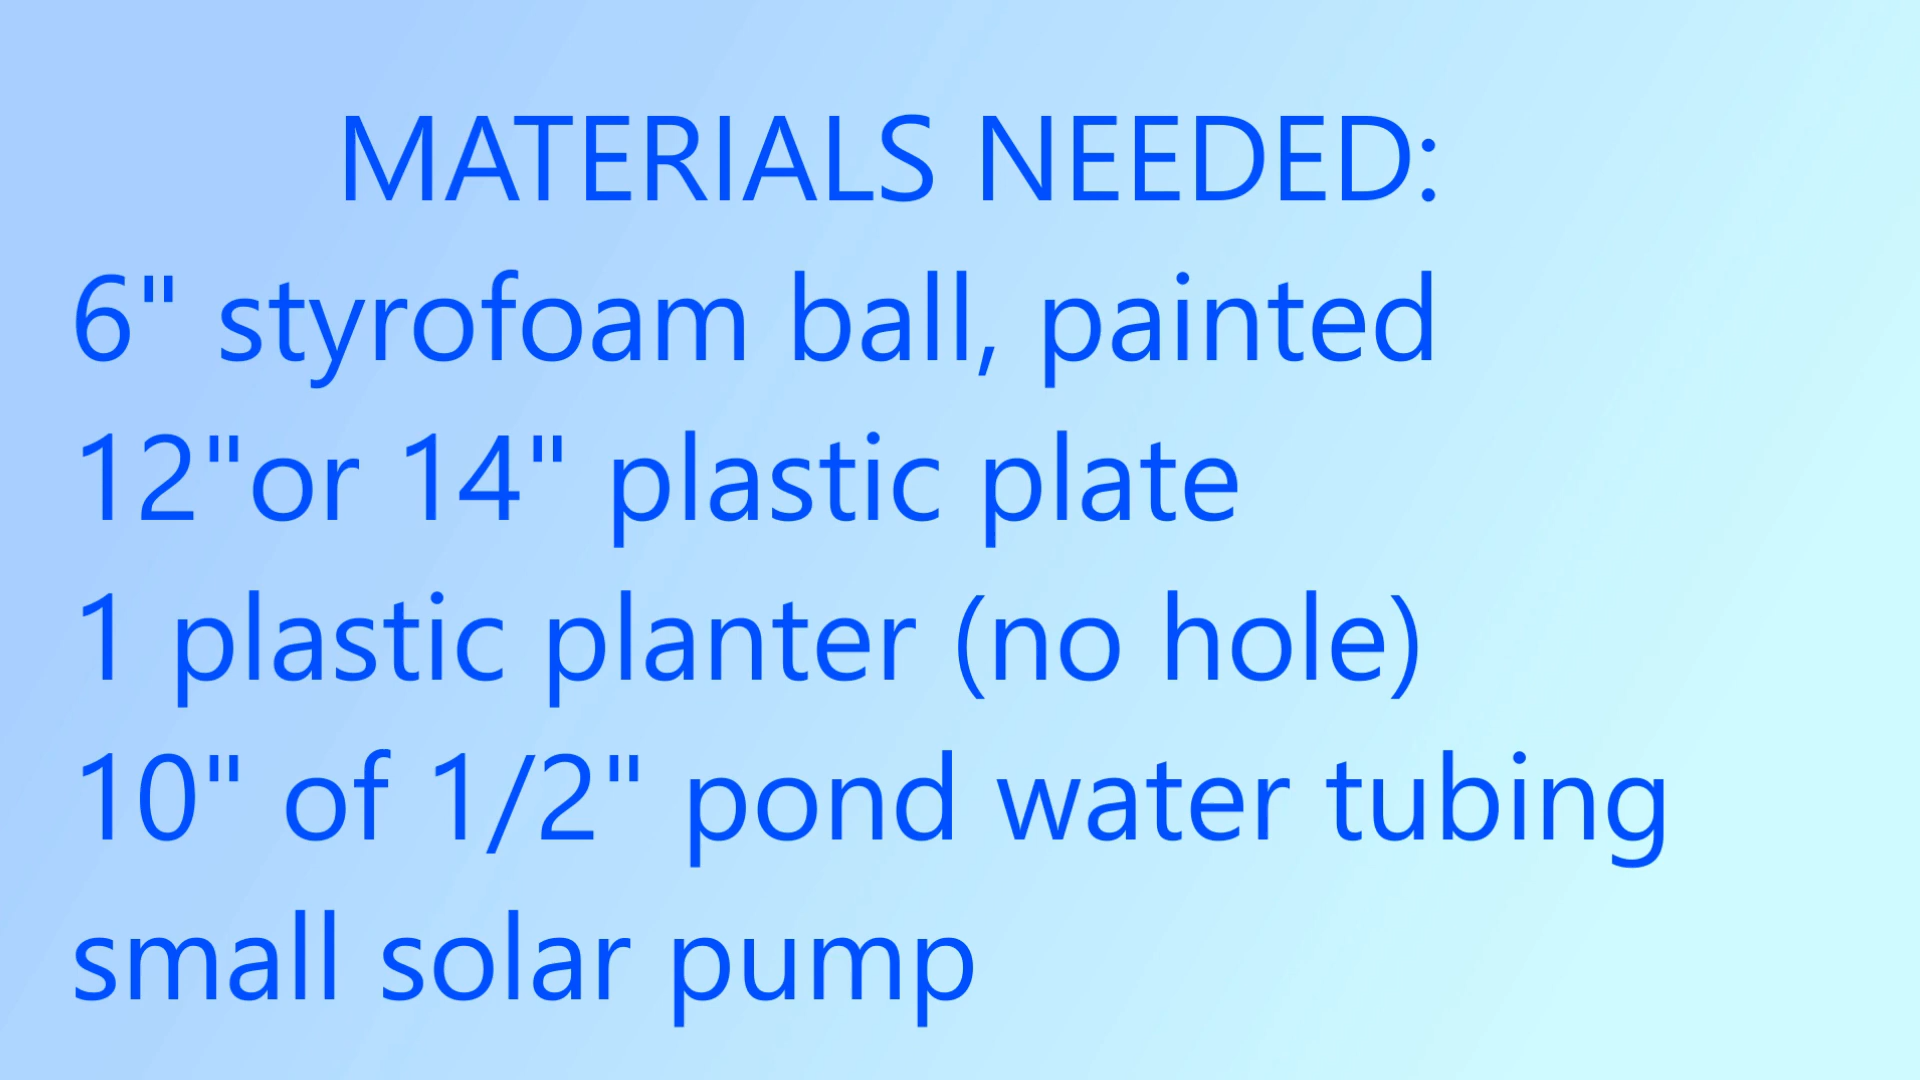 MATERIALS NEEDED:
6" styrofoam ball, painted
12"or 14" plastic plate
1 plastic planter (no hole)
10" of 1/2" pond water tubing
small solar pump